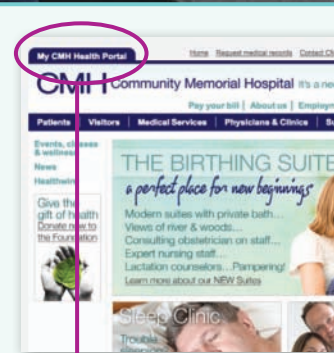 My CMH Health Portal
Home Request medical records
CMH Community Memorial Hospital It's a
Pay your bill | About us |
Patients Visitors Medical Services Physicians & Clinics
Events, classes
& wellness
News
THE BIRTHING SUITE
a perfect place for new beginnings
Modern suites with private bath...
Views of river & woods...
Consulting obstetrician on staff...
Expert nursing staff...
Lactation counselors...Pampering!
Learn more about our NEW Suites
Give the
gift of health
Donate now to
the Foundation
Sleep Clinic
Trouble